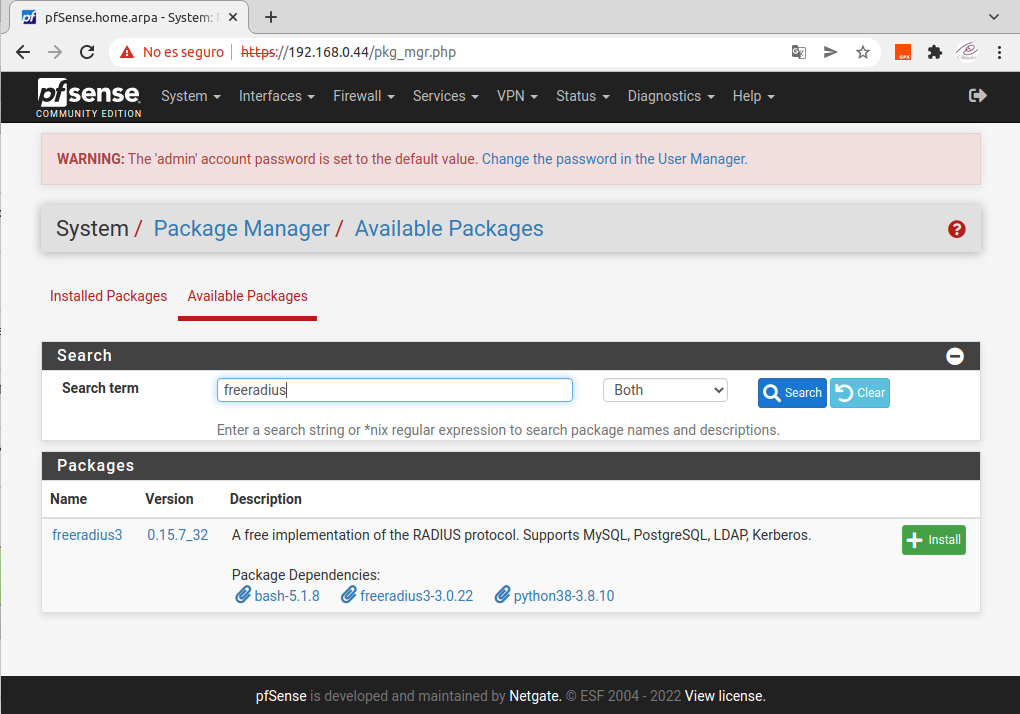 pfSense.home.arpa - System:
No es seguro https://192.168.0.44/pkg_mgr.php
pfsense
COMMUNITY EDITION
System Interfaces Firewall Services VPN Status Diagnostics Help
WARNING: The 'admin' account password is set to the default value. Change the password in the User Manager.
System / Package Manager / Available Packages
Installed Packages Available Packages
Search
Search term freeradius Both Search Clear
Enter a search string or *nix regular expression to search package names and descriptions.
Packages
Name Version Description
freeradius3 0.15.7_32 A free implementation of the RADIUS protocol. Supports MySQL, PostgreSQL, LDAP, Kerberos. Install
Package Dependencies:
bash-5.1.8 freeradius3-3.0.22 python38-3.8.10
pfSense is developed and maintained by Netgate. © ESF 2004 - 2022 View license.